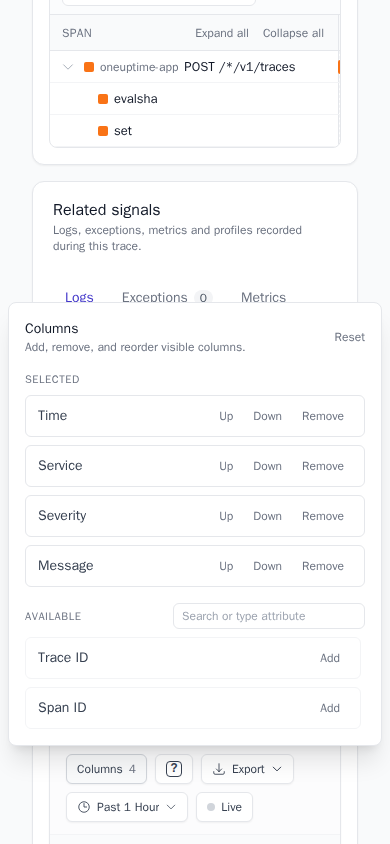 SPAN Expand all Collapse all
oneuptime-app POST /*/v1/traces
evalsha
set
Related signals
Logs, exceptions, metrics and profiles recorded
during this trace.
Logs Exceptions 0 Metrics
Columns
Add, remove, and reorder visible columns.
Reset
SELECTED
Time Up Down Remove
Service Up Down Remove
Severity Up Down Remove
Message Up Down Remove
AVAILABLE Search or type attribute
Trace ID Add
Span ID Add
Columns 4 ? Export
Past 1 Hour Live